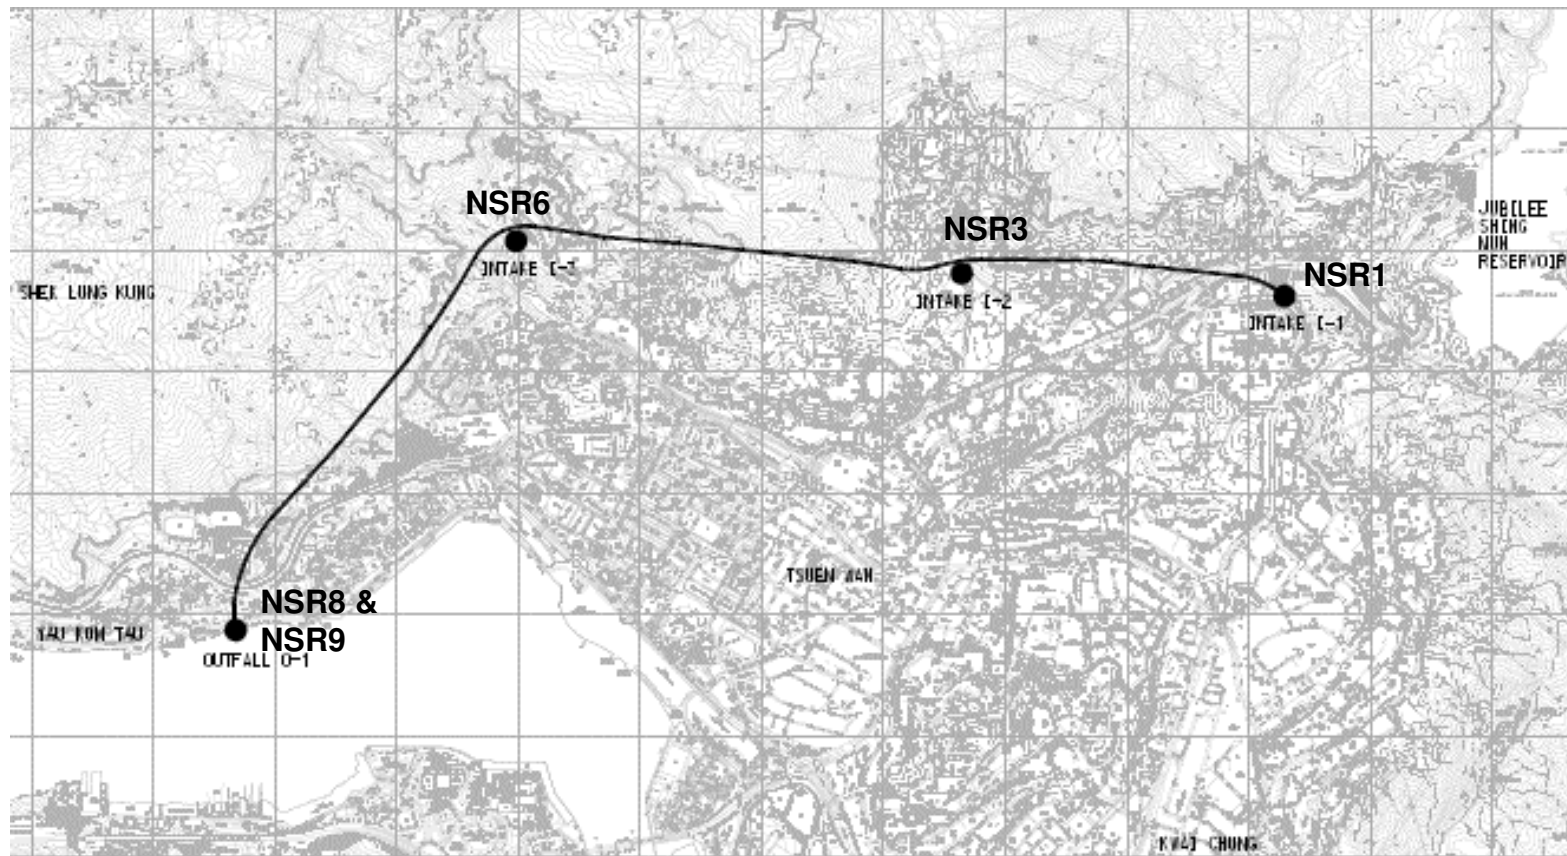 NSR6
NSR3
JUBILEE
SHING
MUN
RESERVOIR
INTAKE I-3
NSR1
SHEK LUNG KUNG
INTAKE I-2
INTAKE I-1
TSUEN WAN
NSR8 &
NSR9
YAU KOM TAU
OUTFALL O-1
KWAI CHUNG